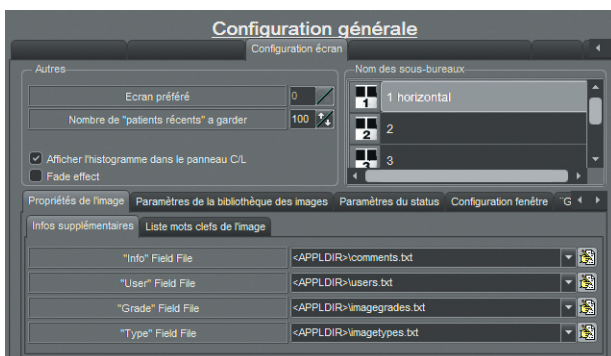 Configuration générale
Configuration écran
Autres
Ecran préféré
0
Nombre de "patients récents" a garder
100
Afficher l'histogramme dans le panneau C/L
Fade effect
Nom des sous-bureaux
1
1 horizontal
2
2
3
3
Propriétés de l'image
Paramètres de la bibliothèque des images
Paramètres du status
Configuration fenêtre
"G
Infos supplémentaires
Liste mots clefs de l'image
"Info" Field File
<APPLDIR>\comments.txt
"User" Field File
<APPLDIR>\users.txt
"Grade" Field File
<APPLDIR>\imagegrades.txt
"Type" Field File
<APPLDIR>\imagetypes.txt